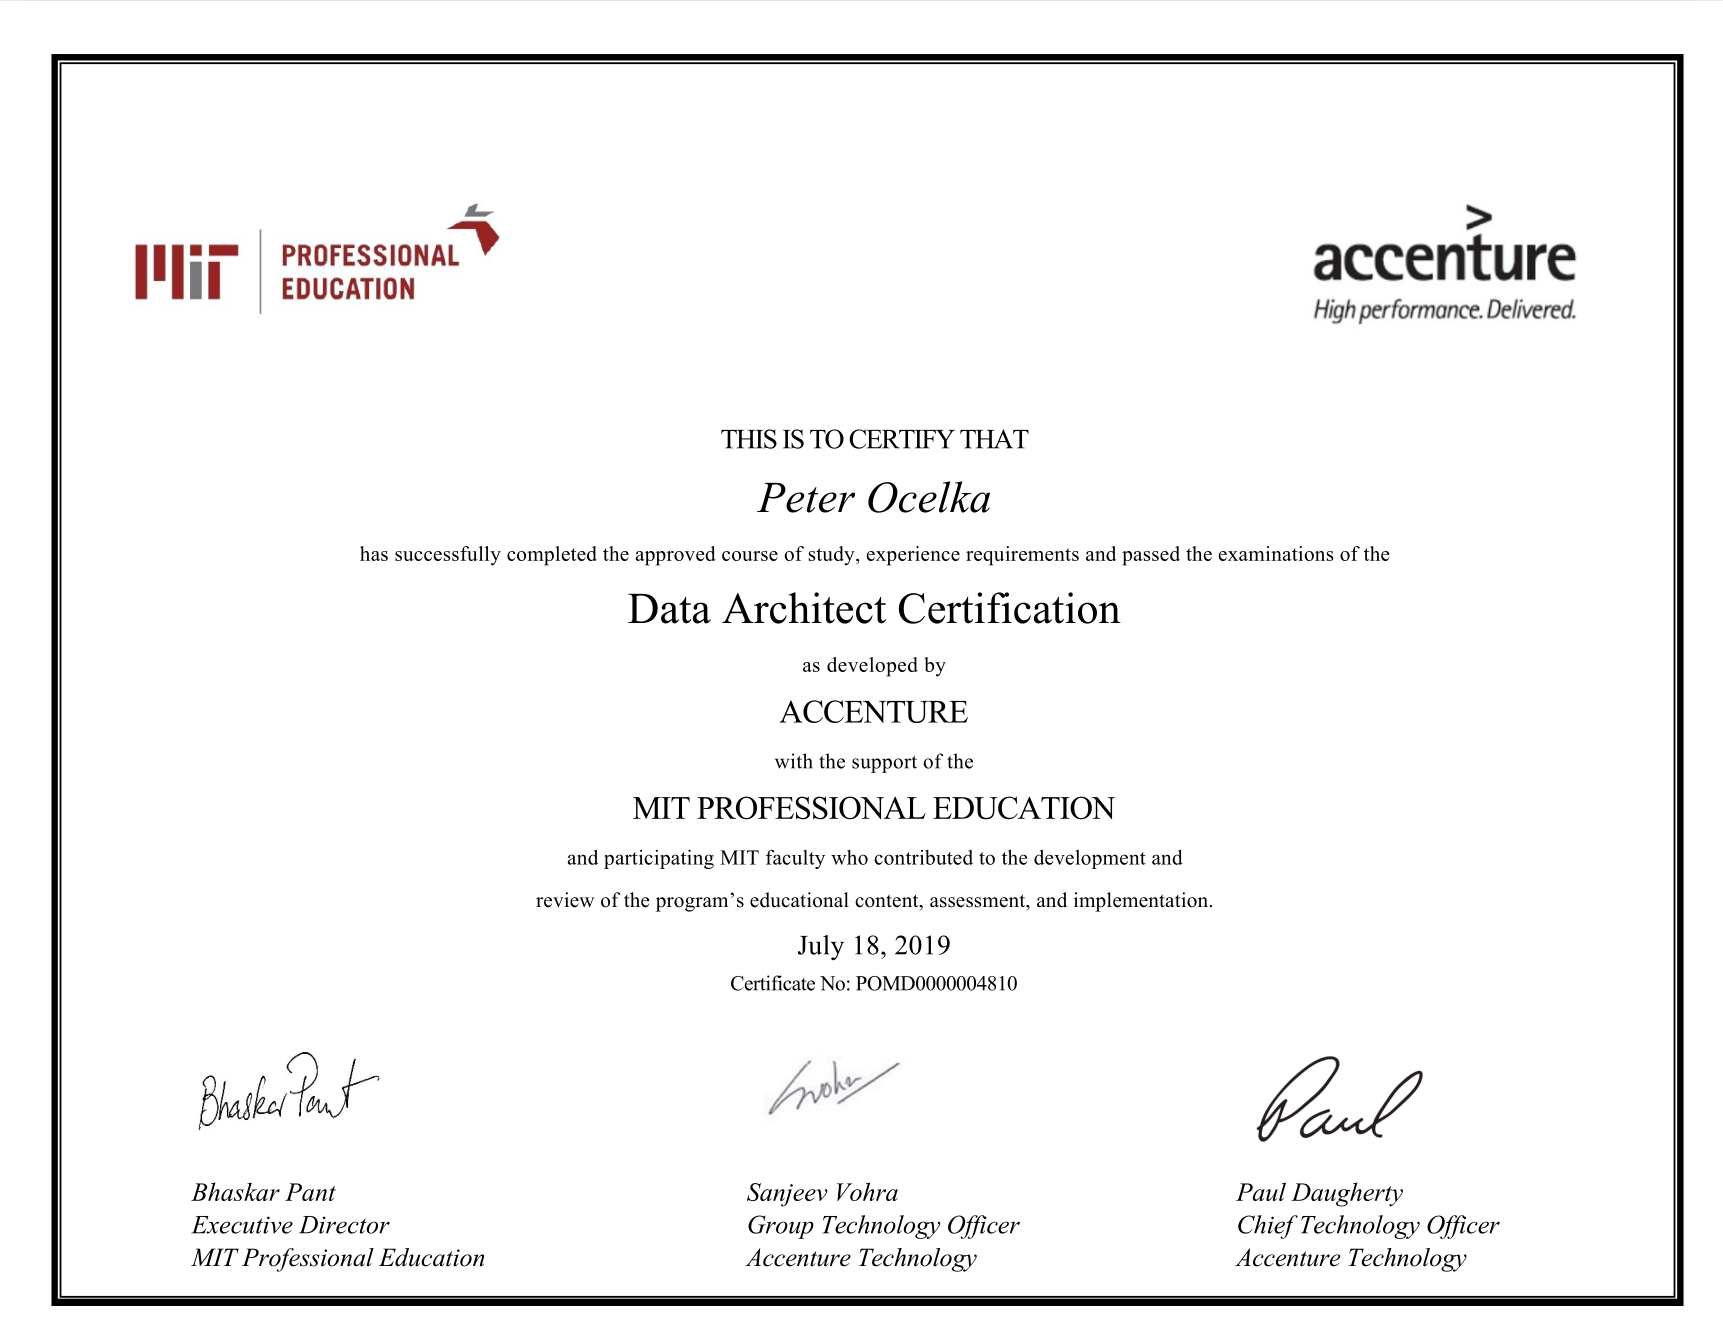 MIT PROFESSIONAL
EDUCATION
>
accenture
High performance. Delivered.
THIS IS TO CERTIFY THAT
Peter Ocelka
has successfully completed the approved course of study, experience requirements and passed the examinations of the
Data Architect Certification
as developed by
ACCENTURE
with the support of the
MIT PROFESSIONAL EDUCATION
and participating MIT faculty who contributed to the development and
review of the program’s educational content, assessment, and implementation.
July 18, 2019
Certificate No: POMD0000004810
Bhaskar Pant
Paul
Bhaskar Pant
Executive Director
MIT Professional Education
Sanjeev Vohra
Group Technology Officer
Accenture Technology
Paul Daugherty
Chief Technology Officer
Accenture Technology